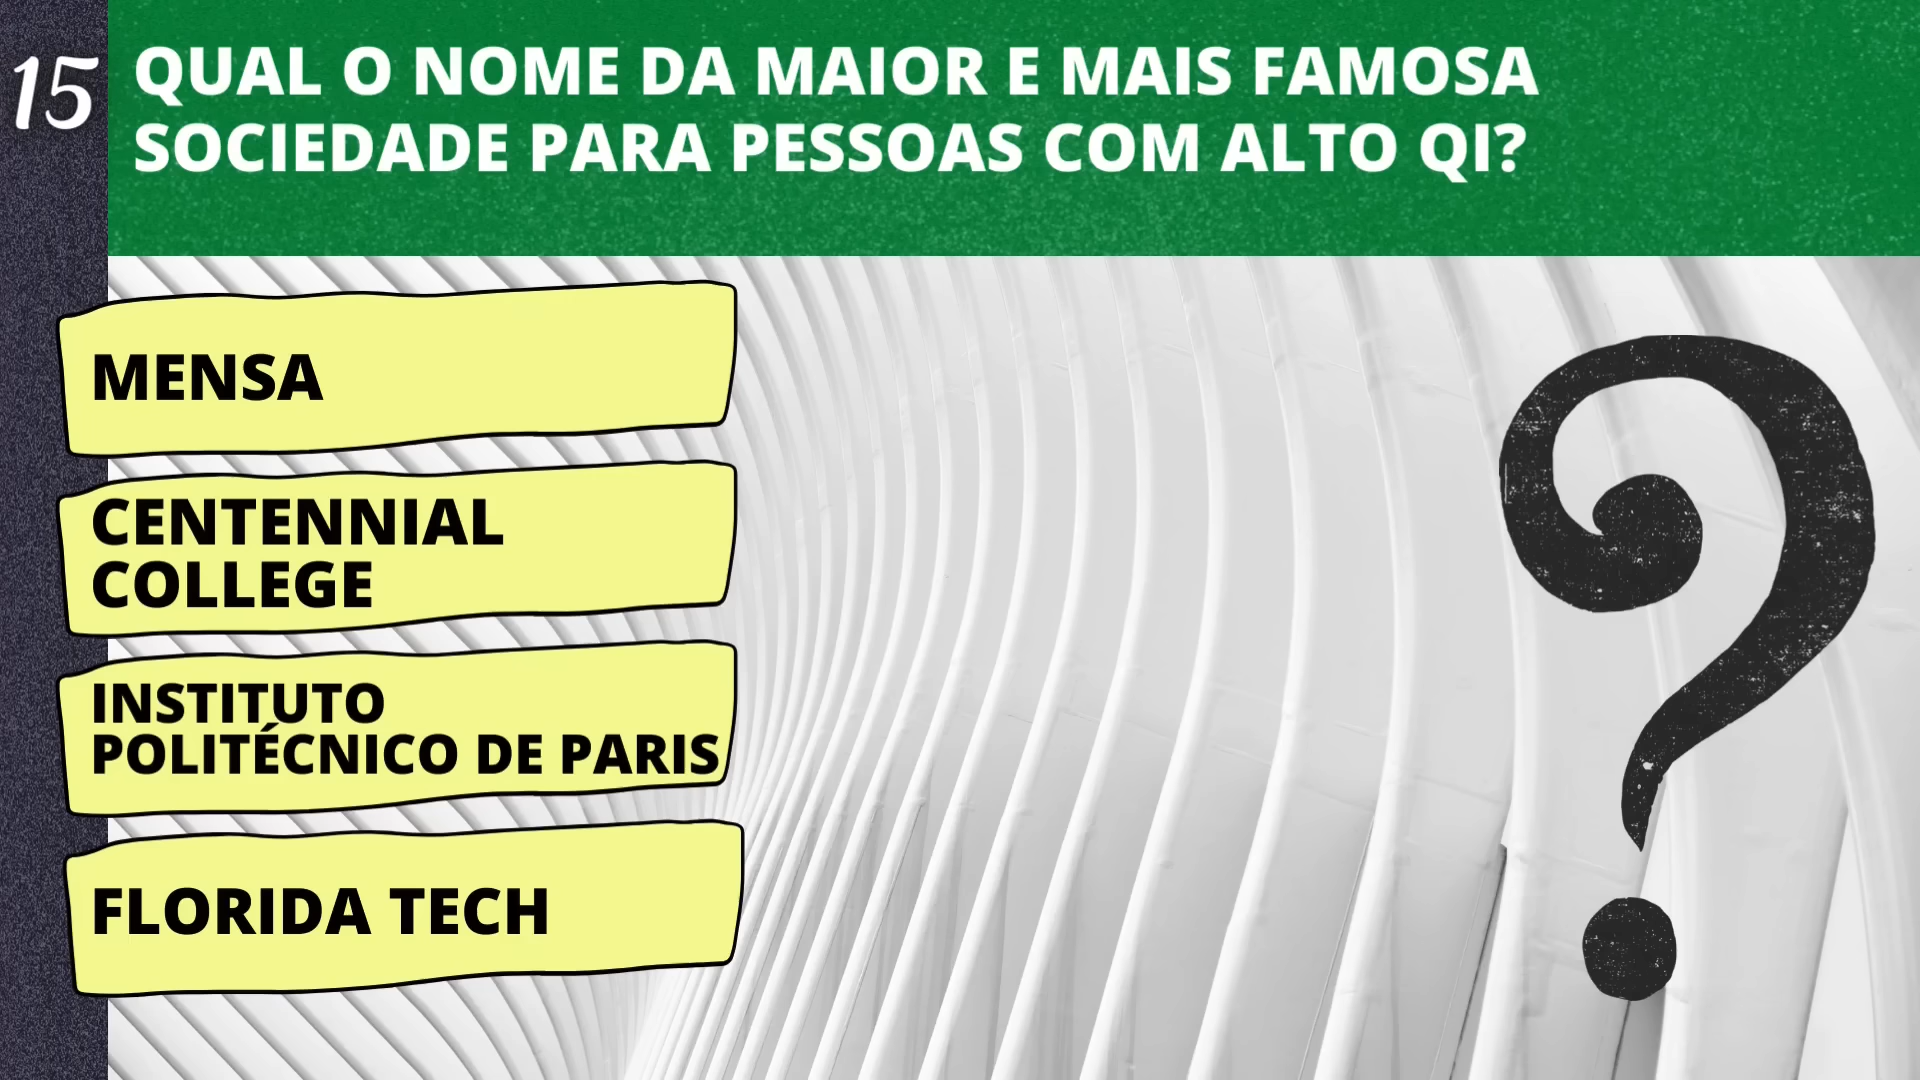 15
QUAL O NOME DA MAIOR E MAIS FAMOSA
SOCIEDADE PARA PESSOAS COM ALTO QI?
MENSA
CENTENNIAL
COLLEGE
INSTITUTO
POLITÉCNICO DE PARIS
FLORIDA TECH
?